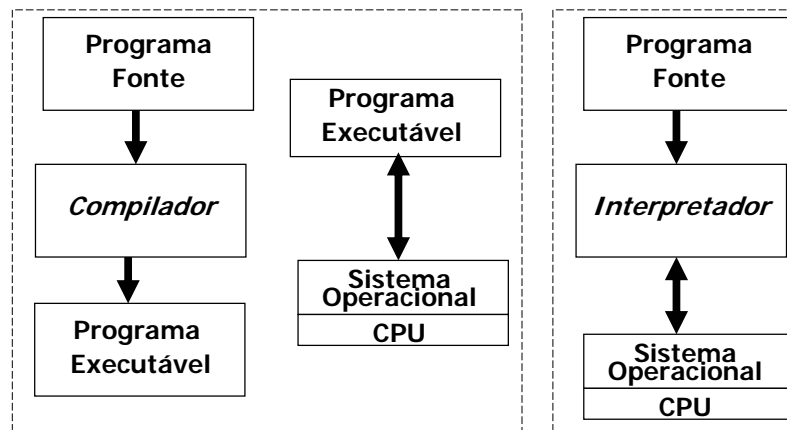 Programa
Fonte
Compilador
Programa
Executável
Programa
Executável
Sistema
Operacional
CPU
Programa
Fonte
Interpretador
Sistema
Operacional
CPU